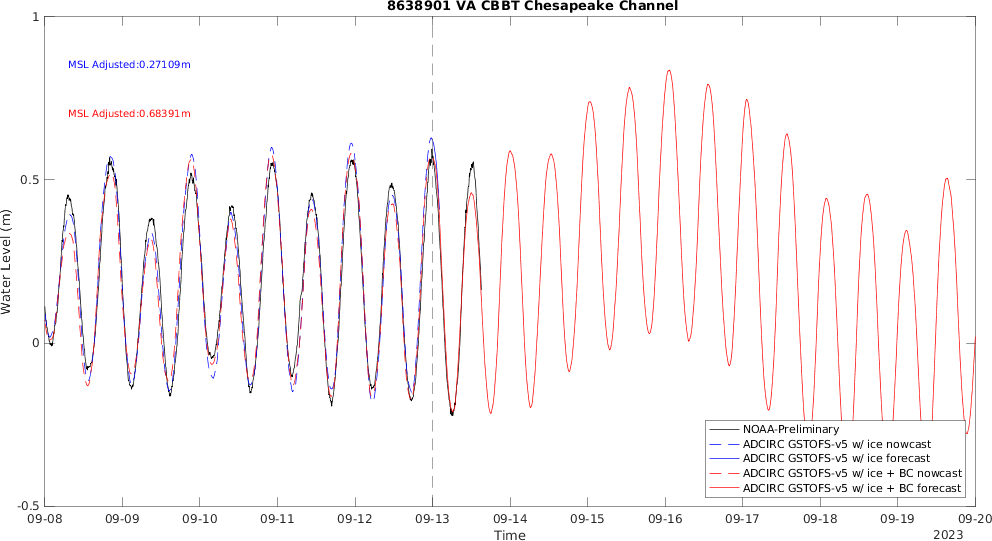 8638901 VA CBBT Chesapeake Channel
1
MSL Adjusted:0.27109m
MSL Adjusted:0.68391m
0.5
Water Level (m)
0
NOAA-Preliminary
ADCIRC GSTOFS-v5 w/ ice nowcast
ADCIRC GSTOFS-v5 w/ ice forecast
ADCIRC GSTOFS-v5 w/ ice + BC nowcast
ADCIRC GSTOFS-v5 w/ ice + BC forecast
-0.5
09-08 09-09 09-10 09-11 09-12 09-13 09-14 09-15 09-16 09-17 09-18 09-19 09-20
Time
2023